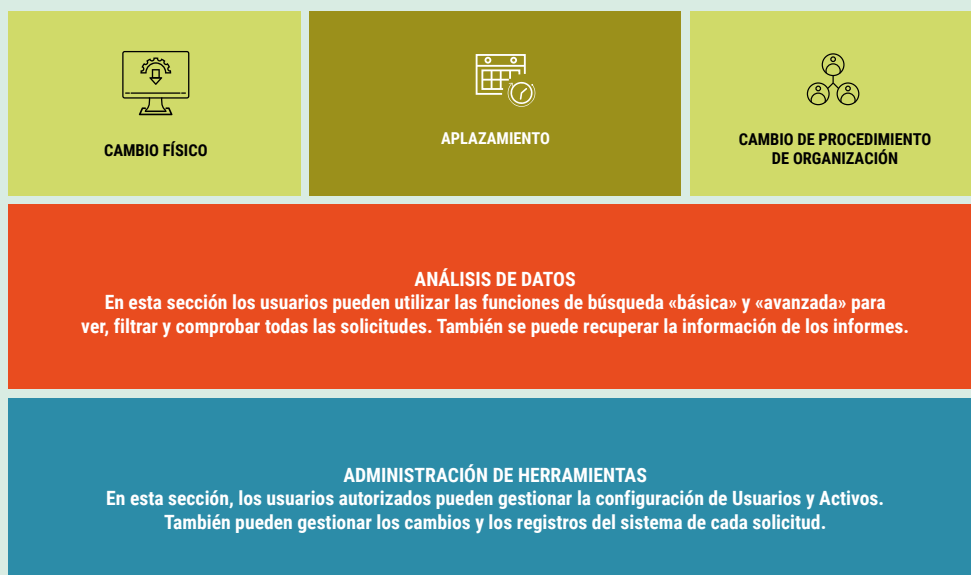 CAMBIO FÍSICO
APLAZAMIENTO
CAMBIO DE PROCEDIMIENTO
DE ORGANIZACIÓN
ANÁLISIS DE DATOS
En esta sección los usuarios pueden utilizar las funciones de búsqueda «básica» y «avanzada» para
ver, filtrar y comprobar todas las solicitudes. También se puede recuperar la información de los informes.
ADMINISTRACIÓN DE HERRAMIENTAS
En esta sección, los usuarios autorizados pueden gestionar la configuración de Usuarios y Activos.
También pueden gestionar los cambios y los registros del sistema de cada solicitud.